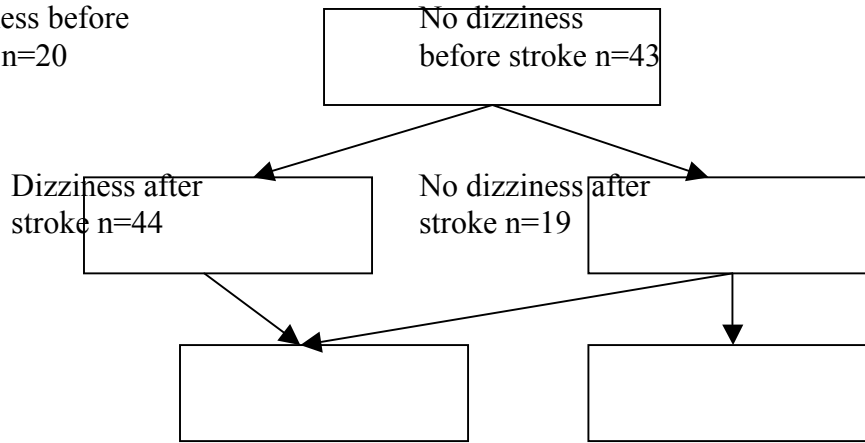 ess before
n=20
No dizziness
before stroke n=43
Dizziness after
stroke n=44
No dizziness after
stroke n=19